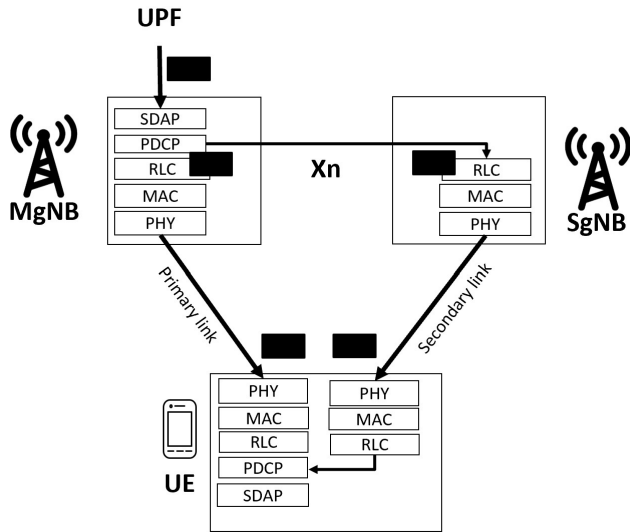 UPF
SDAP
PDCP
RLC
MAC
PHY
MgNB
Xn
RLC
MAC
PHY
SgNB
Primary link
Secondary link
PHY
MAC
RLC
PDCP
SDAP
PHY
MAC
RLC
UE